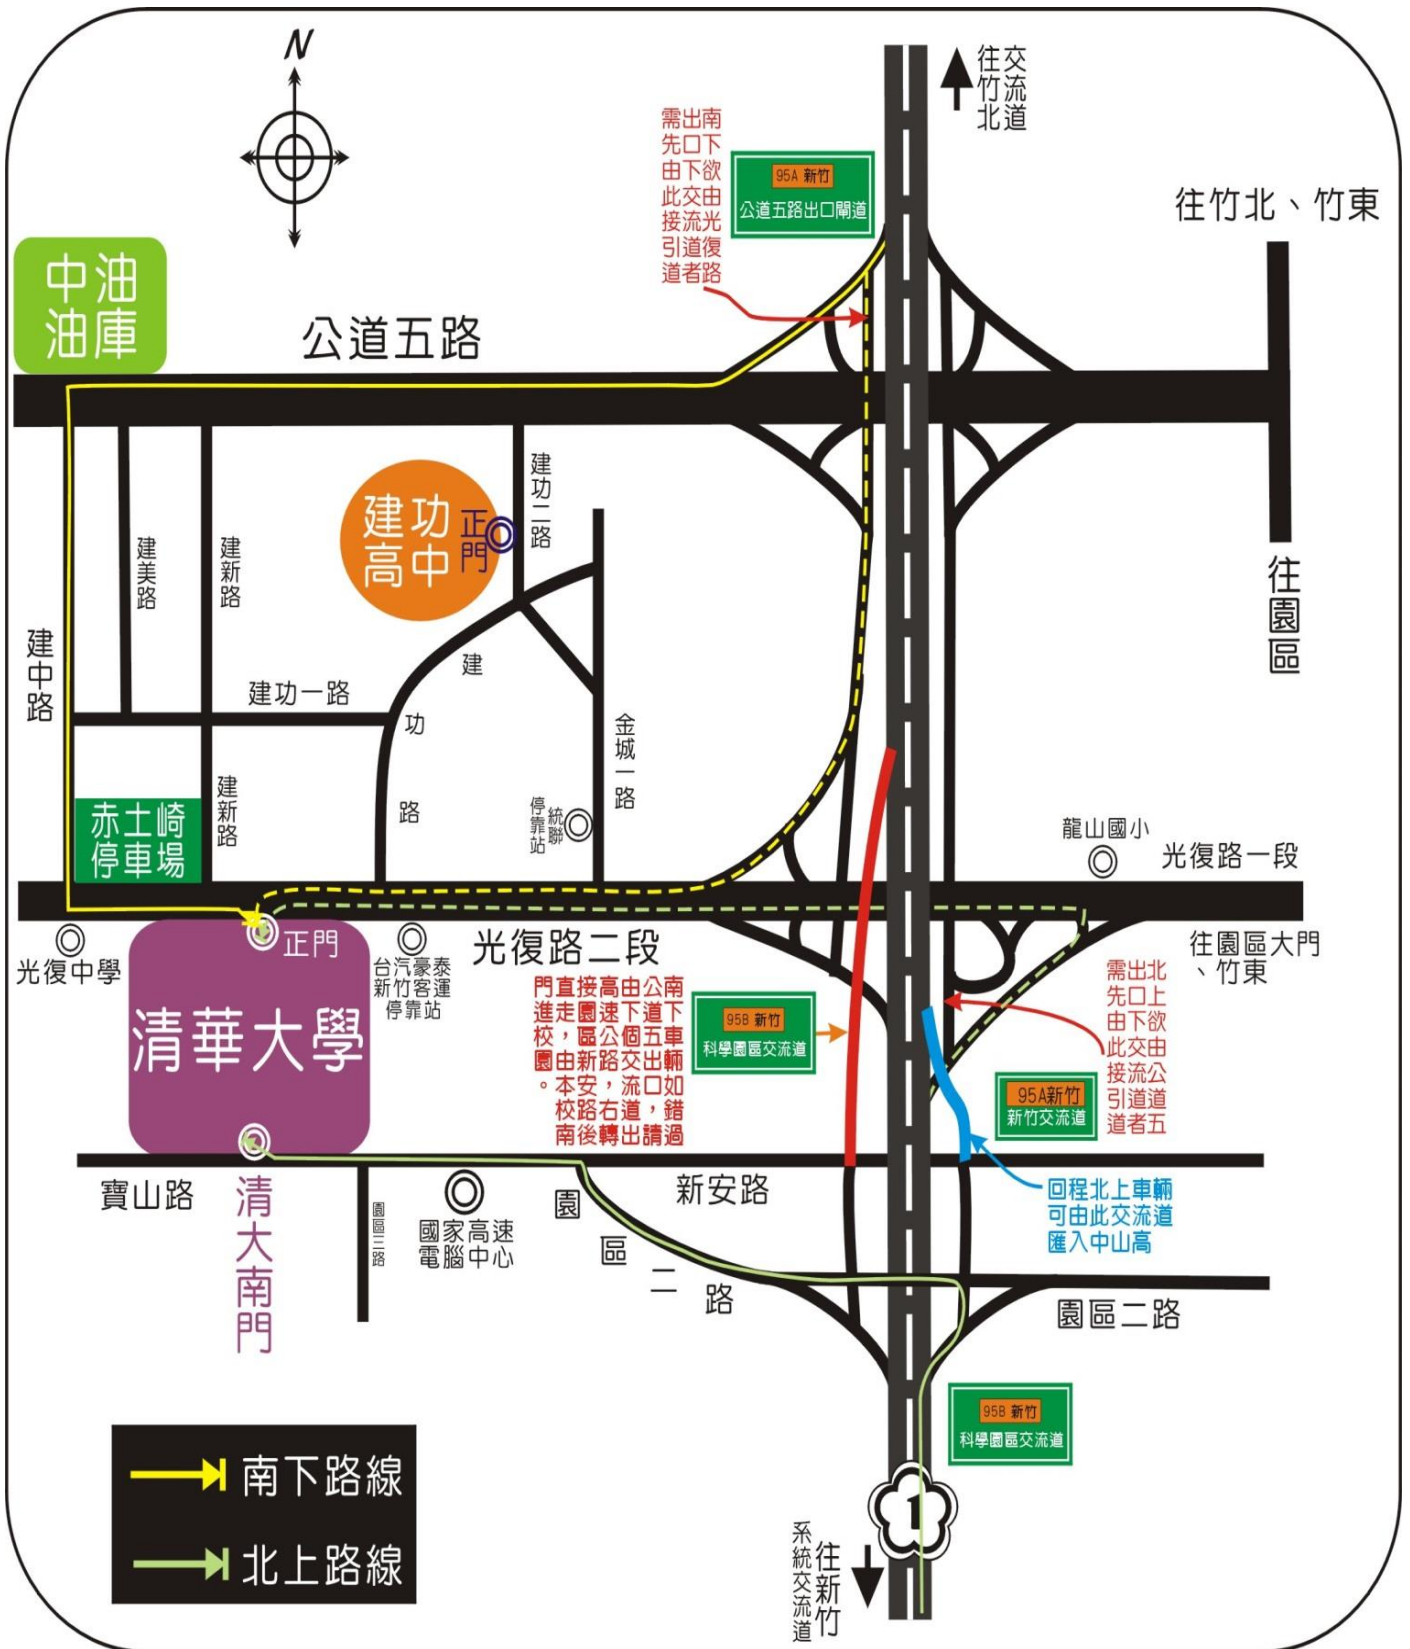 N
往竹北
交流道
南下欲由光復路
出口下交流道者
需先由此接引道
95A 新竹
公道五路出口閘道
往竹北、竹東
中油
油庫
公道五路
建功二路
建功
高中
正門
建美路
建新路
往園區
建中路
建
功
路
建功一路
金城一路
赤土崎
停車場
建新路
統聯
停靠站
龍山國小
光復路一段
正門
光復中學
台汽豪泰
新竹客運
停靠站
光復路二段
往園區大門
、竹東
清華大學
南下車輛如錯過
公道五出口,請
由下個交流道出
高速公路,右轉
接園區新安路後
直走,由本校南
門進校園。
95B 新竹
科學園區交流道
北上欲由公道五
出口下交流道者
需先由此接引道
95A新竹
新竹交流道
寶山路
新安路
清大南門
園區三路
國家高速
電腦中心
園
區
二
路
回程北上車輛
可由此交流道
匯入中山高
園區二路
95B 新竹
科學園區交流道
南下路線
北上路線
1
往新竹
系統交流道